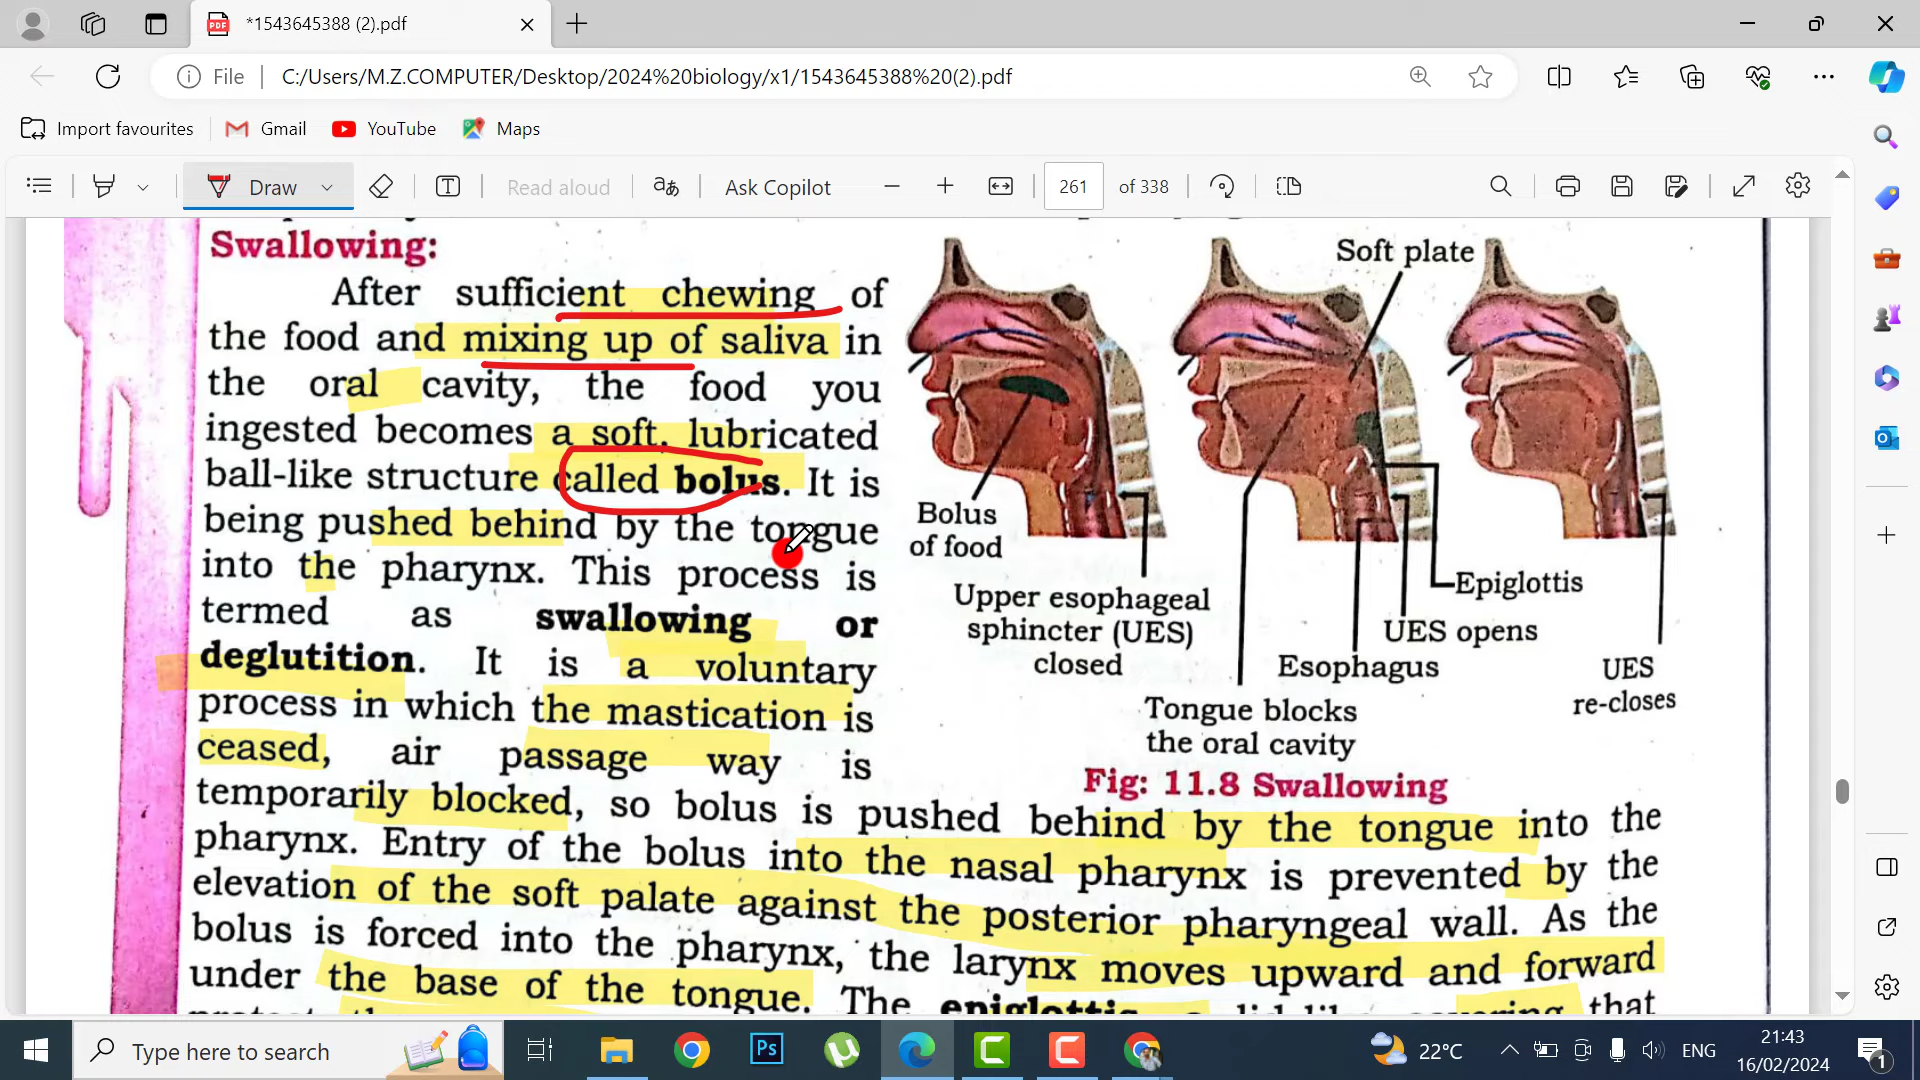 *1543645388 (2).pdf
File
C:/Users/M.Z.COMPUTER/Desktop/2024%20biology/x1/1543645388%20(2).pdf
Import favourites
Gmail
YouTube
Maps
Draw
Read aloud
Ask Copilot
261
of 338
Swallowing:
After sufficient chewing of
the food and mixing up of saliva in
the oral cavity, the food you
ingested becomes a soft, lubricated
ball-like structure called bolus. It is
being pushed behind by the tongue
into the pharynx. This process is
termed as swallowing or
deglutition. It is a voluntary
process in which the mastication is
ceased, air passage way is
temporarily blocked, so bolus is pushed behind by the tongue into the
pharynx. Entry of the bolus into the nasal pharynx is prevented by the
elevation of the soft palate against the posterior pharyngeal wall. As the
bolus is forced into the pharynx, the larynx moves upward and forward
under the base of the tongue. The epiglottis, a lid-like covering that
Soft plate
Bolus
of food
Upper esophageal
sphincter (UES)
closed
Epiglottis
UES opens
Esophagus
UES
re-closes
Tongue blocks
the oral cavity
Fig: 11.8 Swallowing
Type here to search
Ps
22°C
ENG
21:43
16/02/2024
1